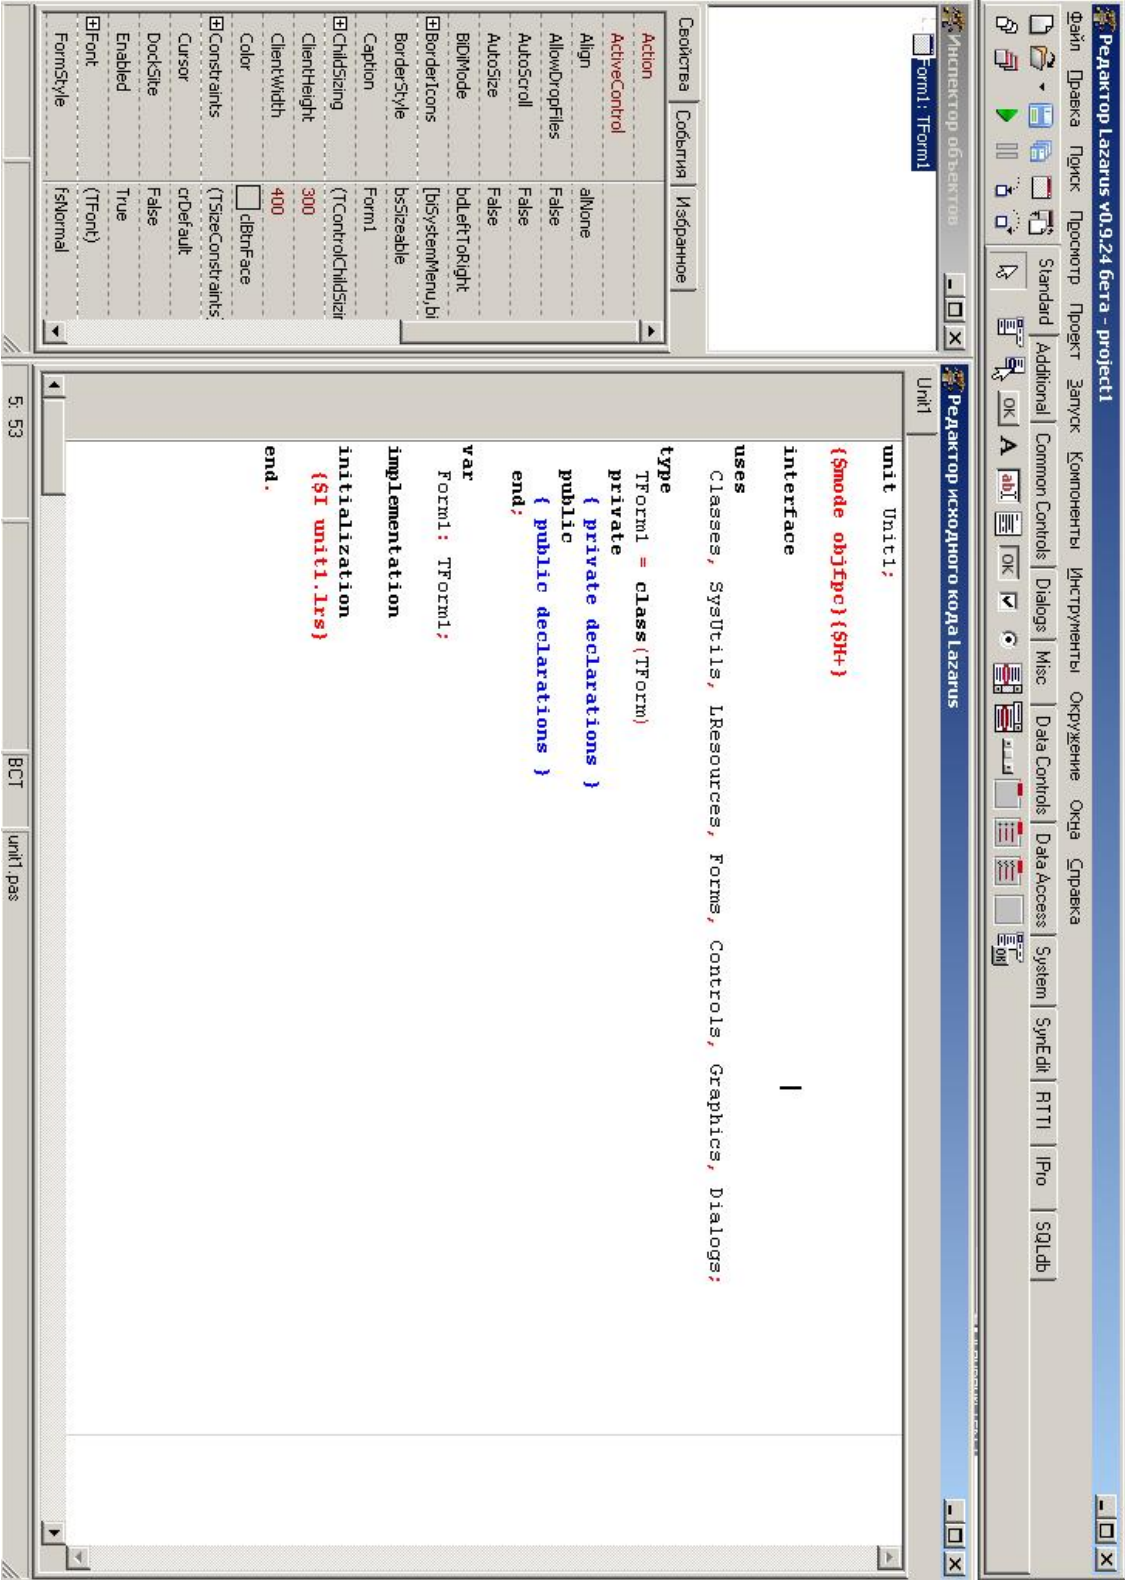 Редактор Lazarus v0.9.24 бета - project1
Файл Правка Поиск Просмотр Проект Запуск Компоненты Инструменты Окружение Окна Справка
Standard Additional Common Controls Dialogs Misc Data Controls Data Access System SynEdit RTTI IPro SQLdb
OK A ab OK OK
Инспектор объектов
Form1: TForm1
Свойства События Избранное
Action
ActiveControl
Align alNone
AllowDropFiles False
AutoScroll False
AutoSize False
BiDiMode bdLeftToRight
BorderIcons [biSystemMenu,bi
BorderStyle bsSizeable
Caption Form1
ChildSizing (TControlChildSizir
ClientHeight 300
ClientWidth 400
Color clBtnFace
Constraints (TSizeConstraints
Cursor crDefault
DockSite False
Enabled True
Font (TFont)
FormStyle fsNormal
Редактор исходного кода Lazarus
Unit1
unit Unit1;
{$mode objfpc}{$H+}
interface
uses
Classes, SysUtils, LResources, Forms, Controls, Graphics, Dialogs;
type
TForm1 = class(TForm)
private
{ private declarations }
public
{ public declarations }
end;
var
Form1: TForm1;
implementation
initialization
{$I unit1.lrs}
end.
5: 53 ВСТ unit1.pas